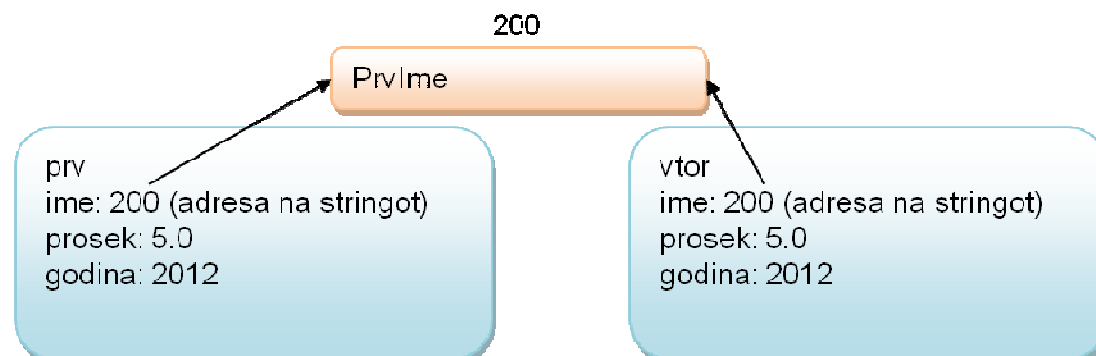 200
PrvIme
prv
ime: 200 (adresa na stringot)
prosek: 5.0
godina: 2012
vtor
ime: 200 (adresa na stringot)
prosek: 5.0
godina: 2012